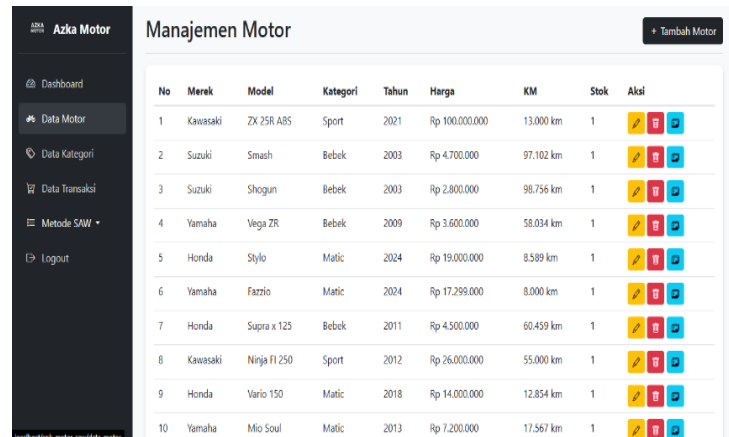 AZKA MOTOR Azka Motor
Manajemen Motor
+ Tambah Motor
Dashboard
Data Motor
Data Kategori
Data Transaksi
Metode SAW
Logout
No Merek Model Kategori Tahun Harga KM Stok Aksi
1 Kawasaki ZX 25R ABS Sport 2021 Rp 100.000.000 13.000 km 1
2 Suzuki Smash Bebek 2003 Rp 4.700.000 97.102 km 1
3 Suzuki Shogun Bebek 2003 Rp 2.800.000 98.756 km 1
4 Yamaha Vega ZR Bebek 2009 Rp 3.600.000 58.034 km 1
5 Honda Stylo Matic 2024 Rp 19.000.000 8.589 km 1
6 Yamaha Fazzio Matic 2024 Rp 17.299.000 8.000 km 1
7 Honda Supra x 125 Bebek 2011 Rp 4.500.000 60.459 km 1
8 Kawasaki Ninja FI 250 Sport 2012 Rp 26.000.000 55.000 km 1
9 Honda Vario 150 Matic 2018 Rp 14.000.000 12.854 km 1
10 Yamaha Mio Soul Matic 2013 Rp 7.200.000 17.567 km 1